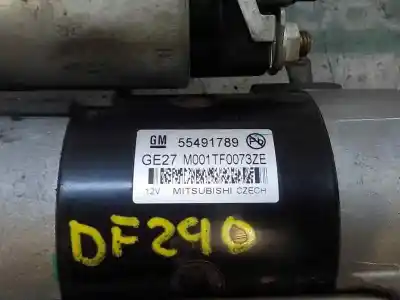 GM 55491789
GE27 M001TF0073ZE
12V MITSUBISHI CZECH
DF290